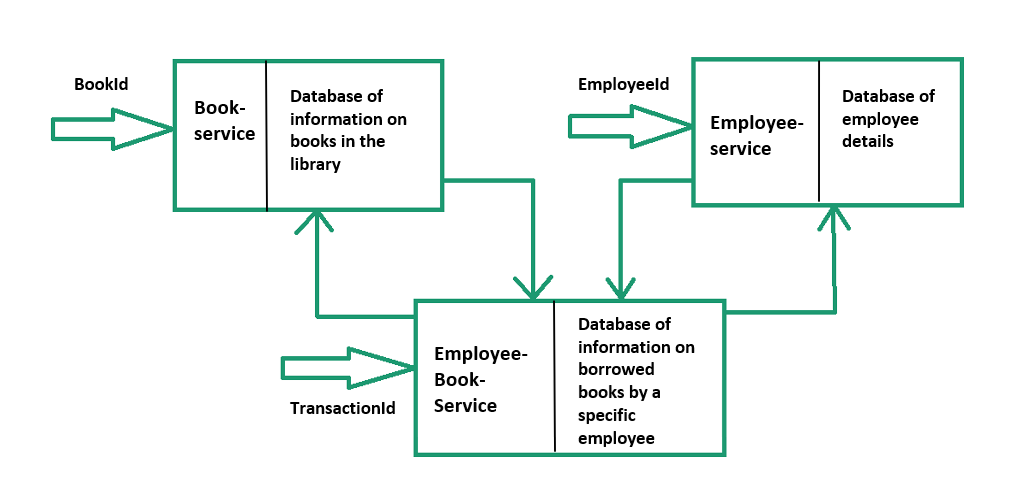 BookId
Book-
service
Database of
information on
books in the
library
EmployeeId
Employee-
service
Database of
employee
details
TransactionId
Employee-
Book-
Service
Database of
information on
borrowed
books by a
specific
employee